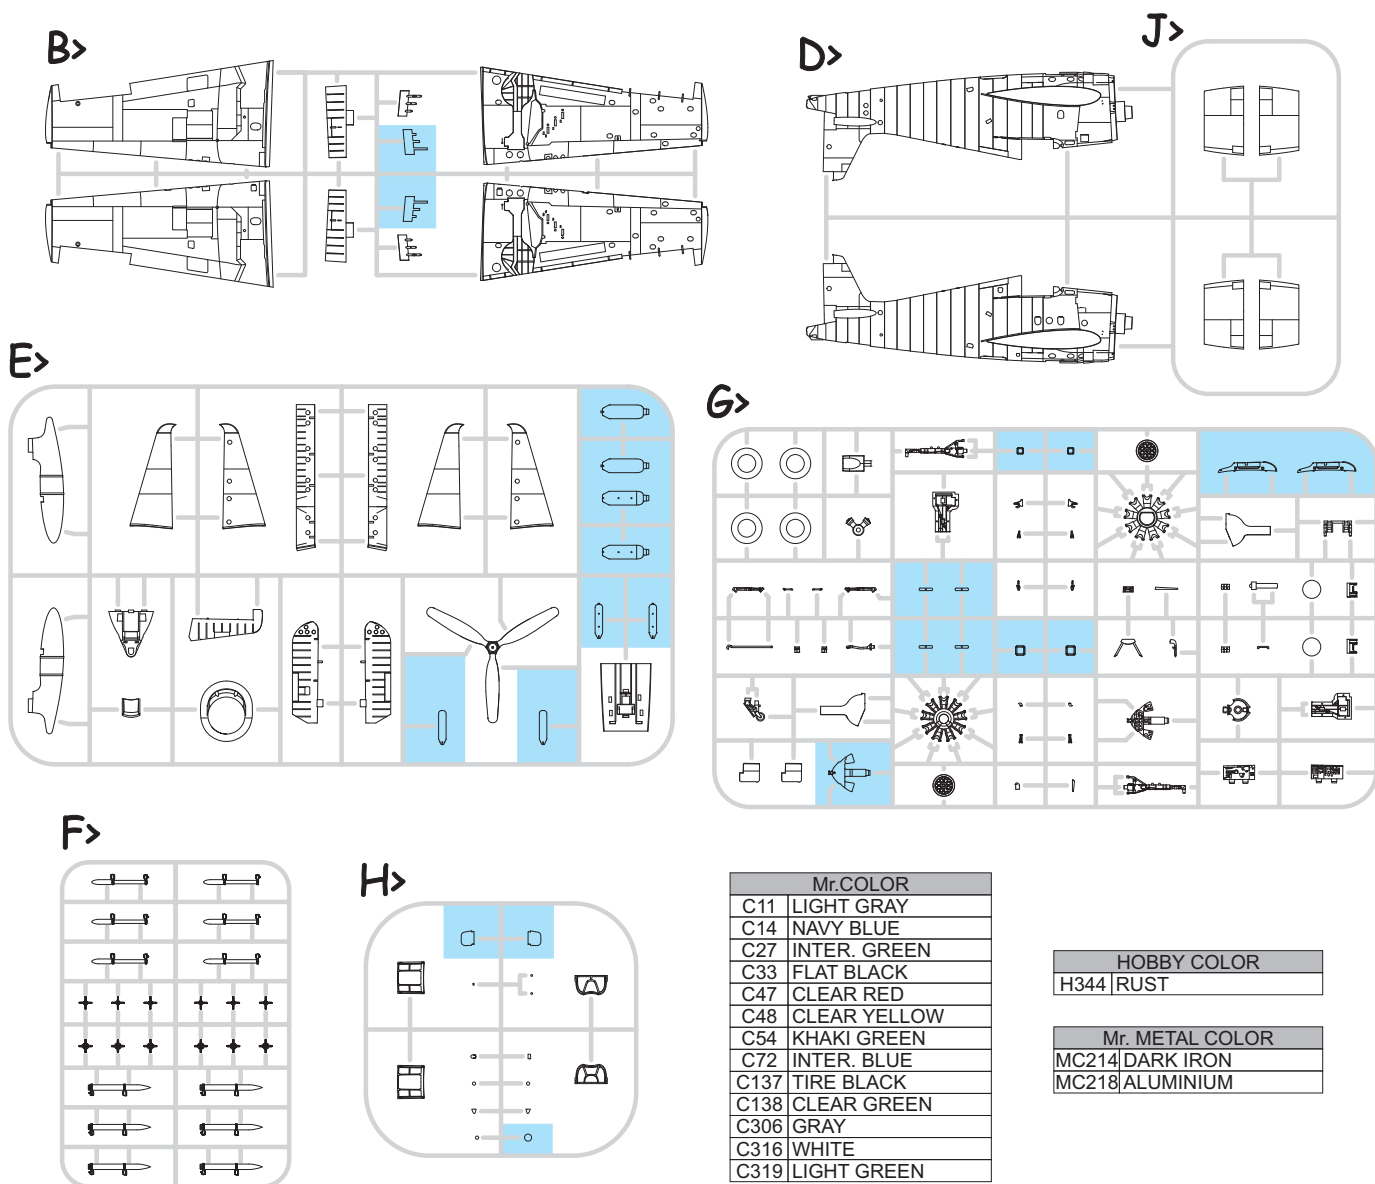 B>
D>
J>
E>
G>
F>
H>
Mr.COLOR
C11 LIGHT GRAY
C14 NAVY BLUE
C27 INTER. GREEN
C33 FLAT BLACK
C47 CLEAR RED
C48 CLEAR YELLOW
C54 KHAKI GREEN
C72 INTER. BLUE
C137 TIRE BLACK
C138 CLEAR GREEN
C306 GRAY
C316 WHITE
C319 LIGHT GREEN
HOBBY COLOR
H344 RUST
Mr. METAL COLOR
MC214 DARK IRON
MC218 ALUMINIUM